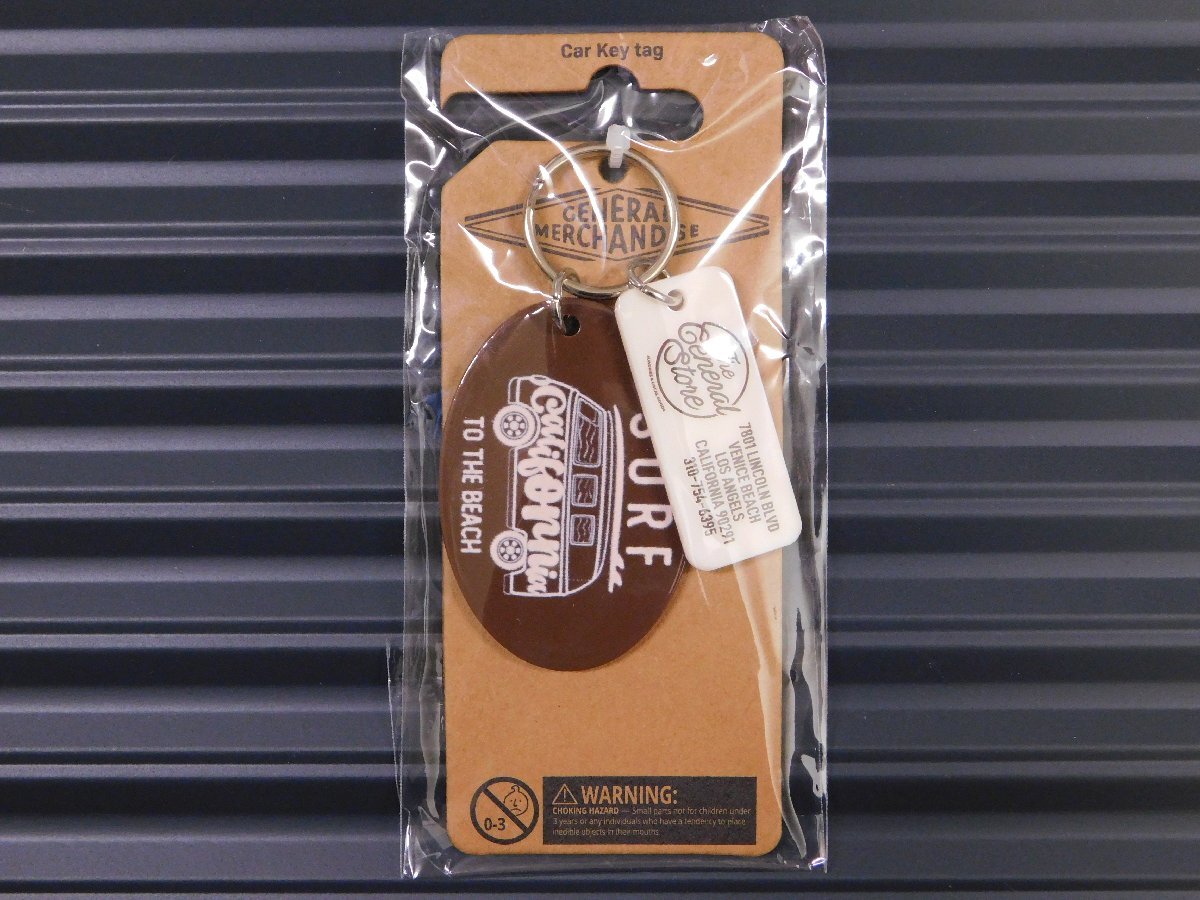 Car Key tag
GENERAL
MERCHANDISE
The
General
Store
7801 LINCOLN BLVD
VENICE BEACH
LOS ANGELS
CALIFORNIA 90291
310-754-6395
SURF
California
TO THE BEACH
0-3
WARNING:
CHOKING HAZARD — Small parts not for children under
3 years or any individuals who have a tendency to place
inedible objects in their mouths.